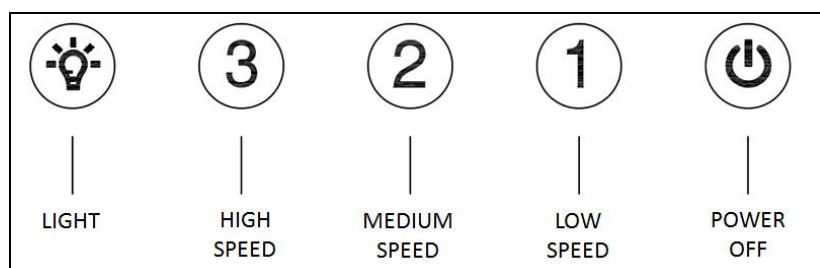 3 2 1
LIGHT HIGH MEDIUM LOW POWER
SPEED SPEED SPEED OFF